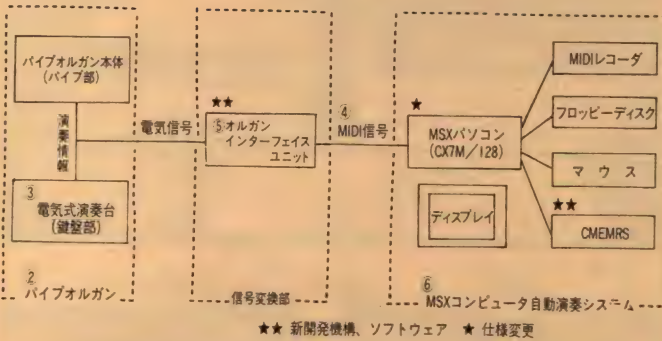 パイプオルガン本体
(パイプ部)
演奏情報
③
電気式演奏台
(鍵盤部)
②
パイプオルガン
電気信号
★★
⑤オルガン
インターフェイス
ユニット
信号変換部
④
MIDI信号
★
MSXパソコン
(CX7M/128)
ディスプレイ
MIDIレコーダ
フロッピーディスク
マウス
★★
CMEMRS
⑥
MSXコンピュータ自動演奏システム
★★ 新開発機構、ソフトウェア ★ 仕様変更